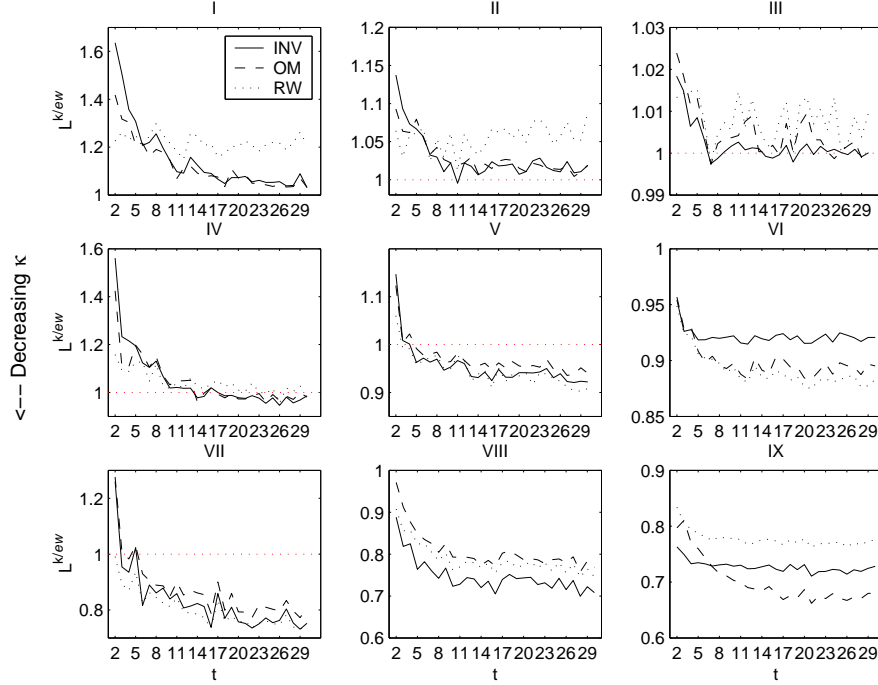 I
II
III
1.6
1.4
1.2
1
L^k/ew
INV
OM
RW
2 5 8 11 14 17 20 23 26 29
1.2
1.15
1.1
1.05
1
2 5 8 11 14 17 20 23 26 29
1.03
1.02
1.01
1
0.99
2 5 8 11 14 17 20 23 26 29
<−− Decreasing κ
IV
V
VI
1.6
1.4
1.2
1
L^k/ew
2 5 8 11 14 17 20 23 26 29
1.1
1
0.9
2 5 8 11 14 17 20 23 26 29
1
0.95
0.9
0.85
2 5 8 11 14 17 20 23 26 29
VII
VIII
IX
1.2
1
0.8
L^k/ew
2 5 8 11 14 17 20 23 26 29
t
1
0.9
0.8
0.7
0.6
2 5 8 11 14 17 20 23 26 29
t
0.9
0.8
0.7
0.6
2 5 8 11 14 17 20 23 26 29
t